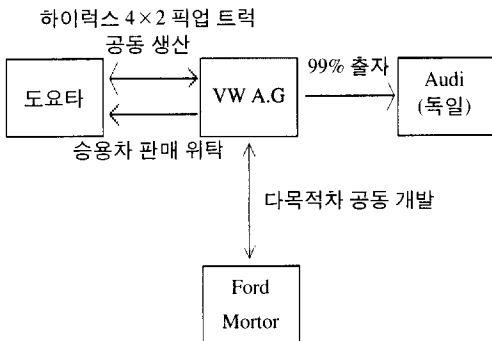 하이럭스 4×2 픽업 트럭
공동 생산
99% 출자
도요타
VW A.G
Audi
(독일)
승용차 판매 위탁
다목적차 공동 개발
Ford
Mortor